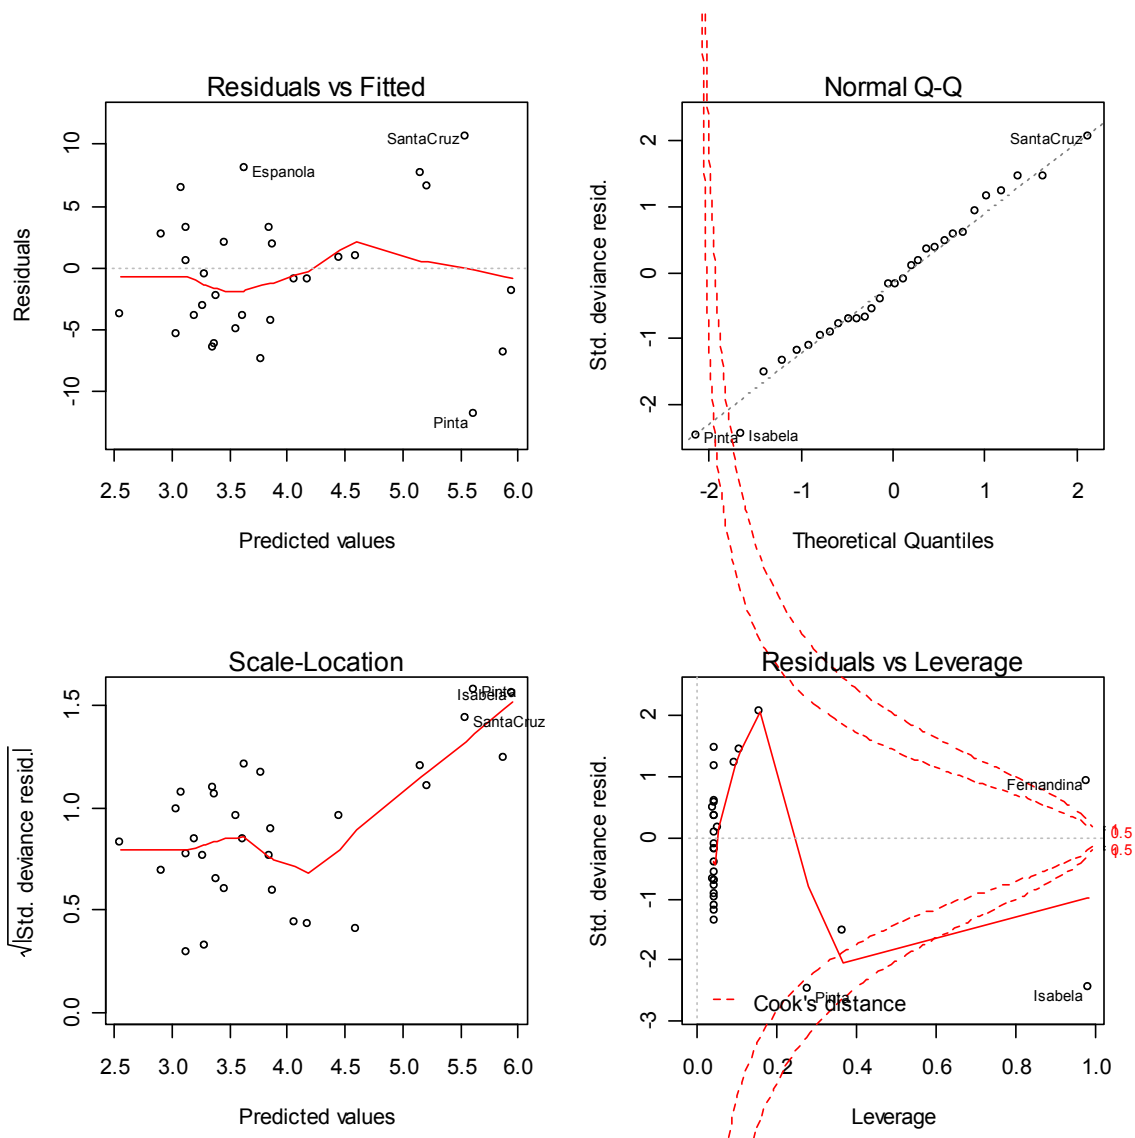 Residuals vs Fitted
Residuals
10
5
0
-5
-10
SantaCruz
Espanola
Pinta
2.5 3.0 3.5 4.0 4.5 5.0 5.5 6.0
Predicted values
Normal Q-Q
Std. deviance resid.
2
1
0
-1
-2
SantaCruz
Pinta Isabela
-2 -1 0 1 2
Theoretical Quantiles
Scale-Location
√|Std. deviance resid.|
1.5
1.0
0.5
0.0
Pinta
Isabela
SantaCruz
2.5 3.0 3.5 4.0 4.5 5.0 5.5 6.0
Predicted values
Residuals vs Leverage
Std. deviance resid.
2
1
0
-1
-2
-3
Fernandina
1
0.5
0.5
1
Pinta
Isabela
Cook's distance
0.0 0.2 0.4 0.6 0.8 1.0
Leverage